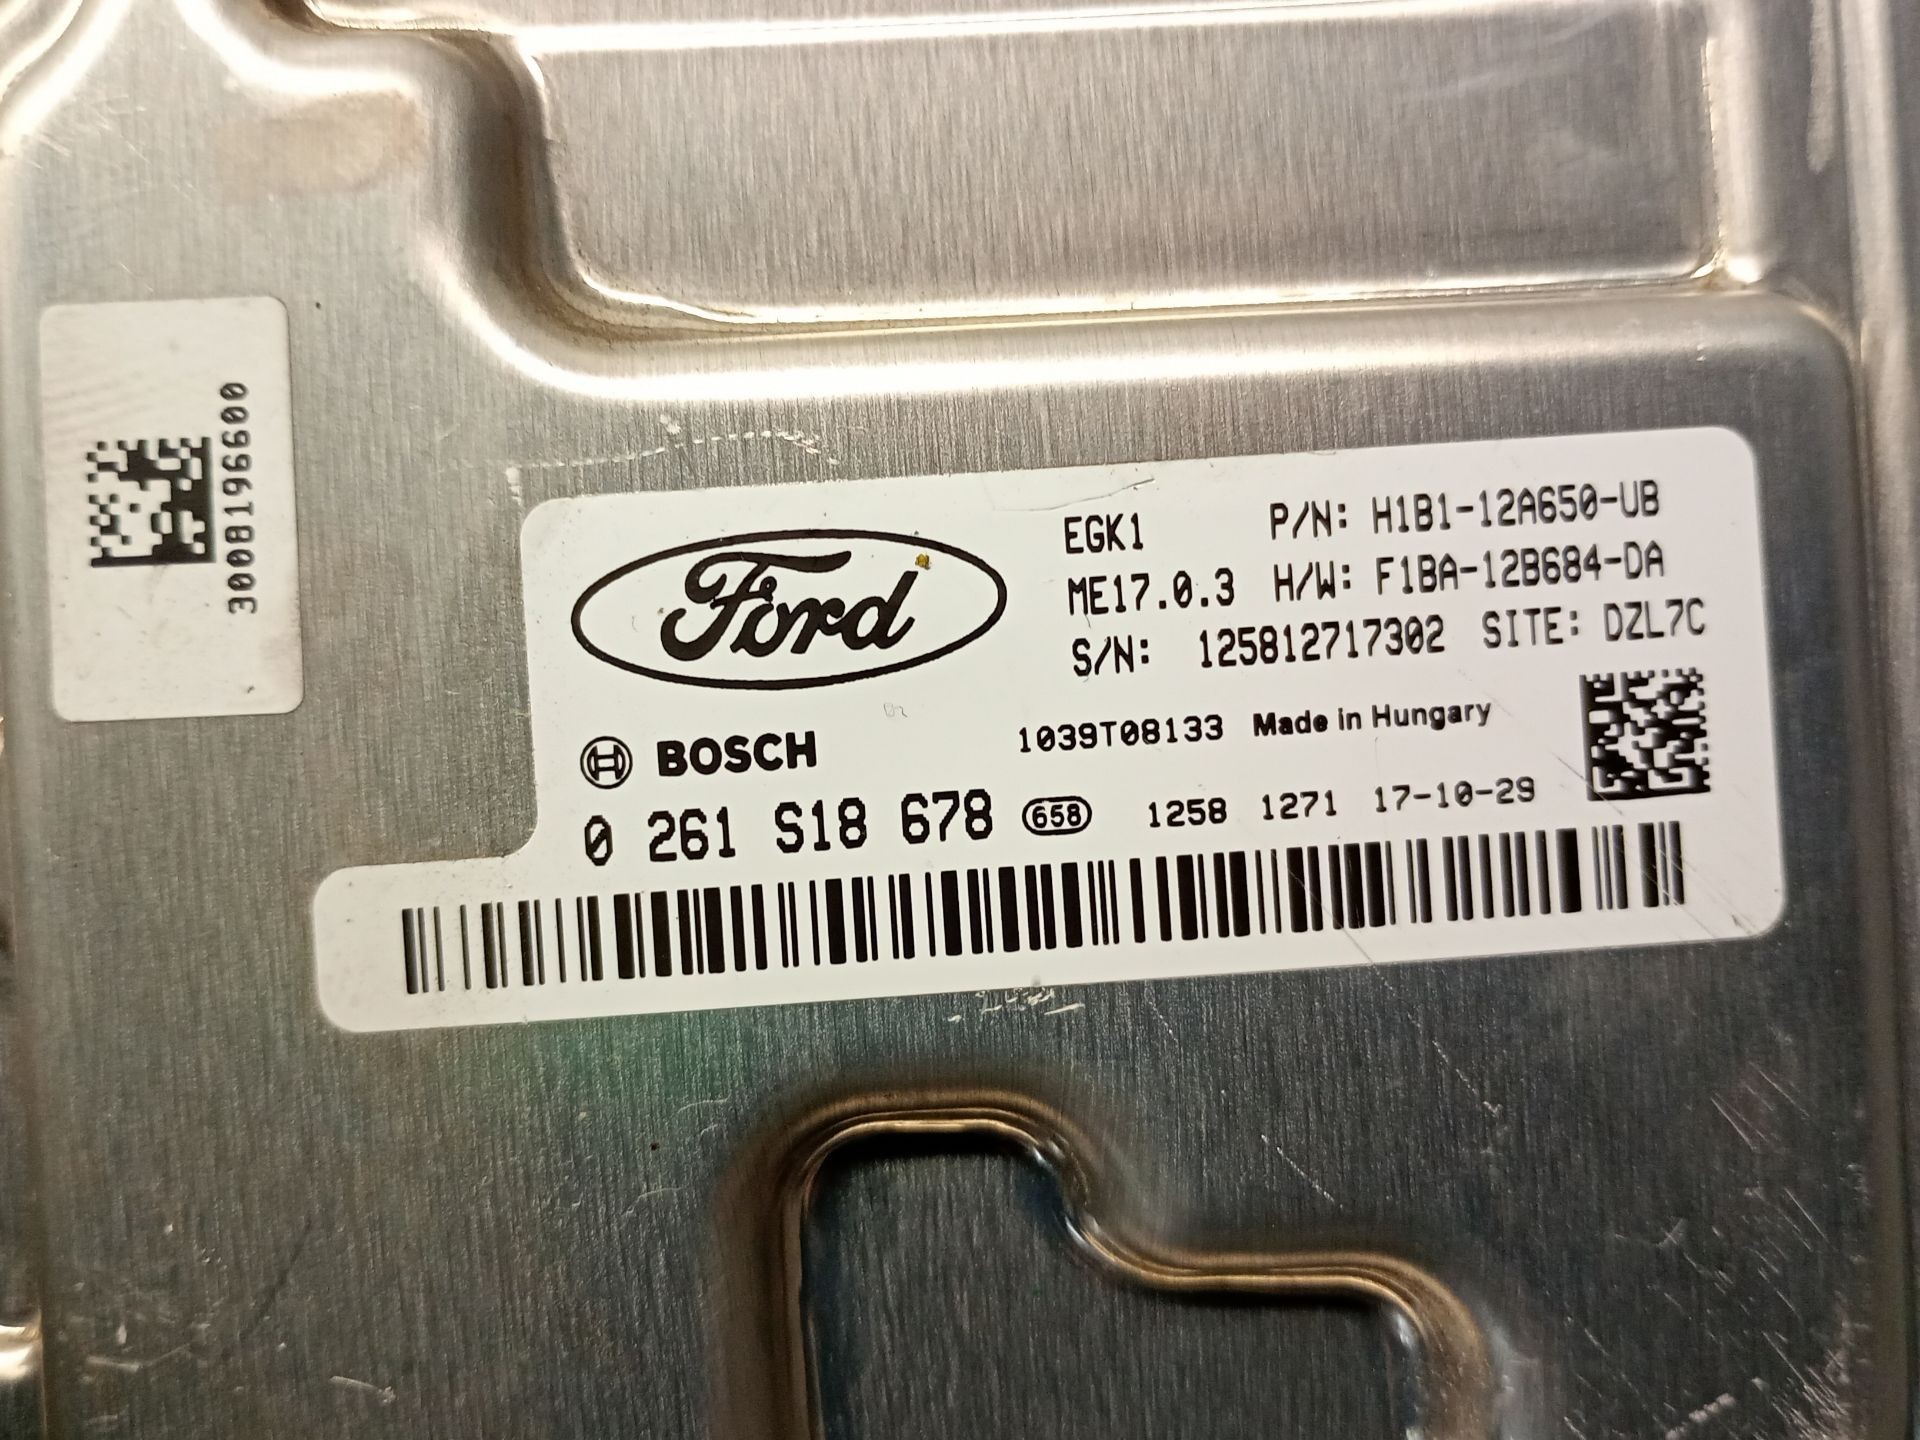 3008196600
Ford
EGK1 P/N: H1B1-12A650-UB
ME17.0.3 H/W: F1BA-12B684-DA
S/N: 125812717302 SITE: DZL7C
BOSCH 1039T08133 Made in Hungary
0 261 S18 678 658 1258 1271 17-10-29